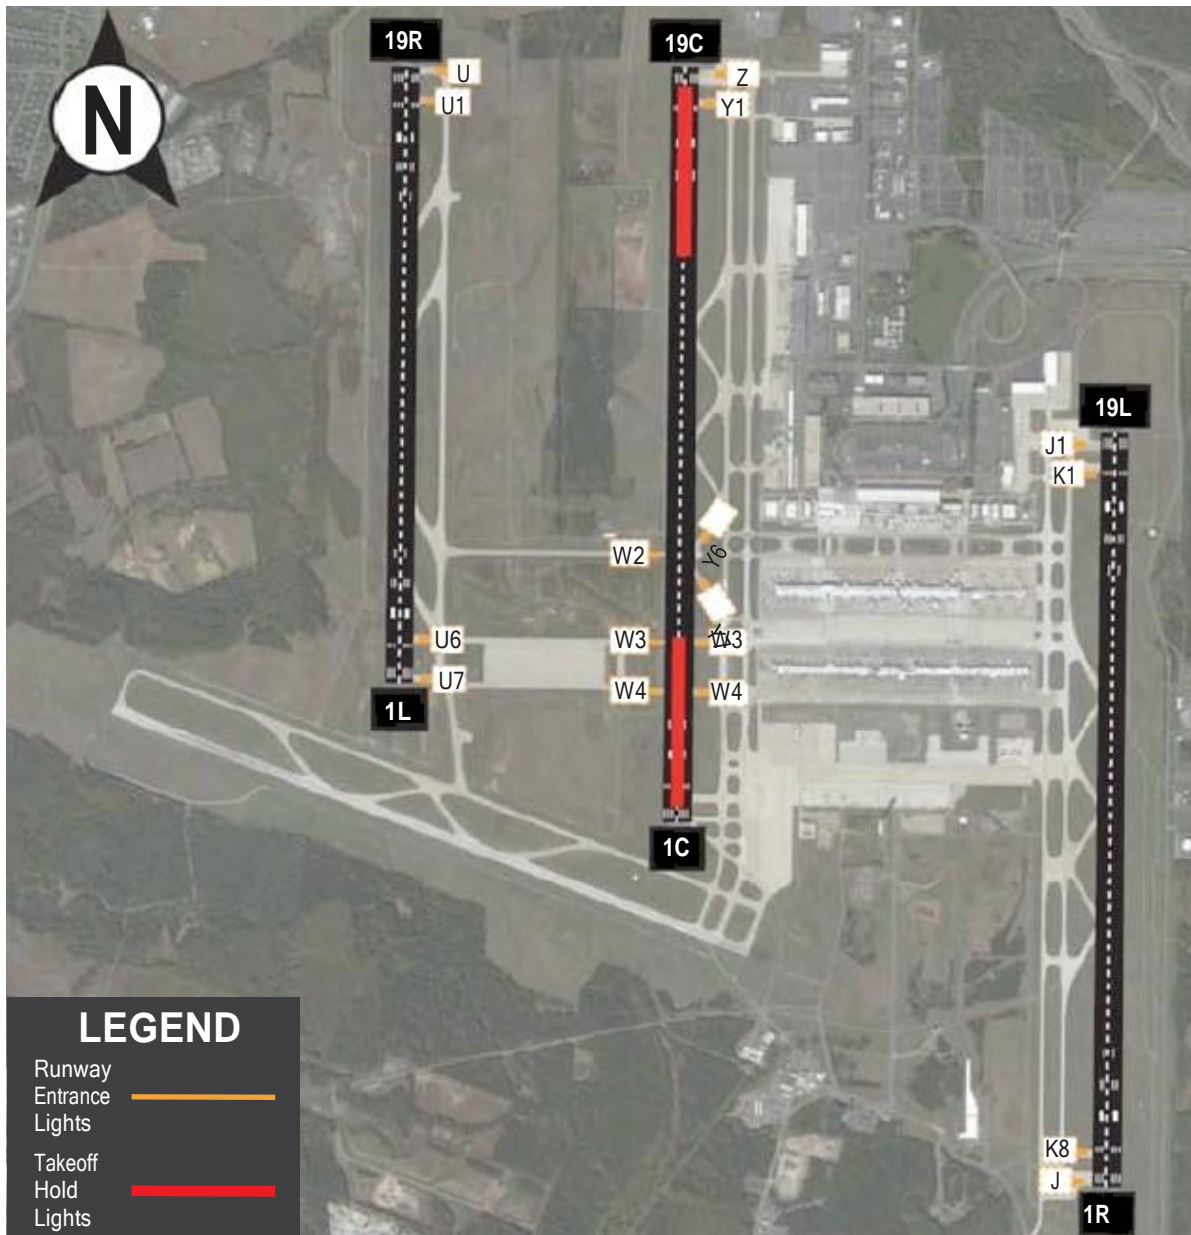 19R
19C
N
U
Z
U1
Y1
19L
J1
K1
W2
Y6
U6
W3
W3
U7
W4
W4
1L
1C
LEGEND
Runway
Entrance
Lights
Takeoff
Hold
Lights
K8
J
1R